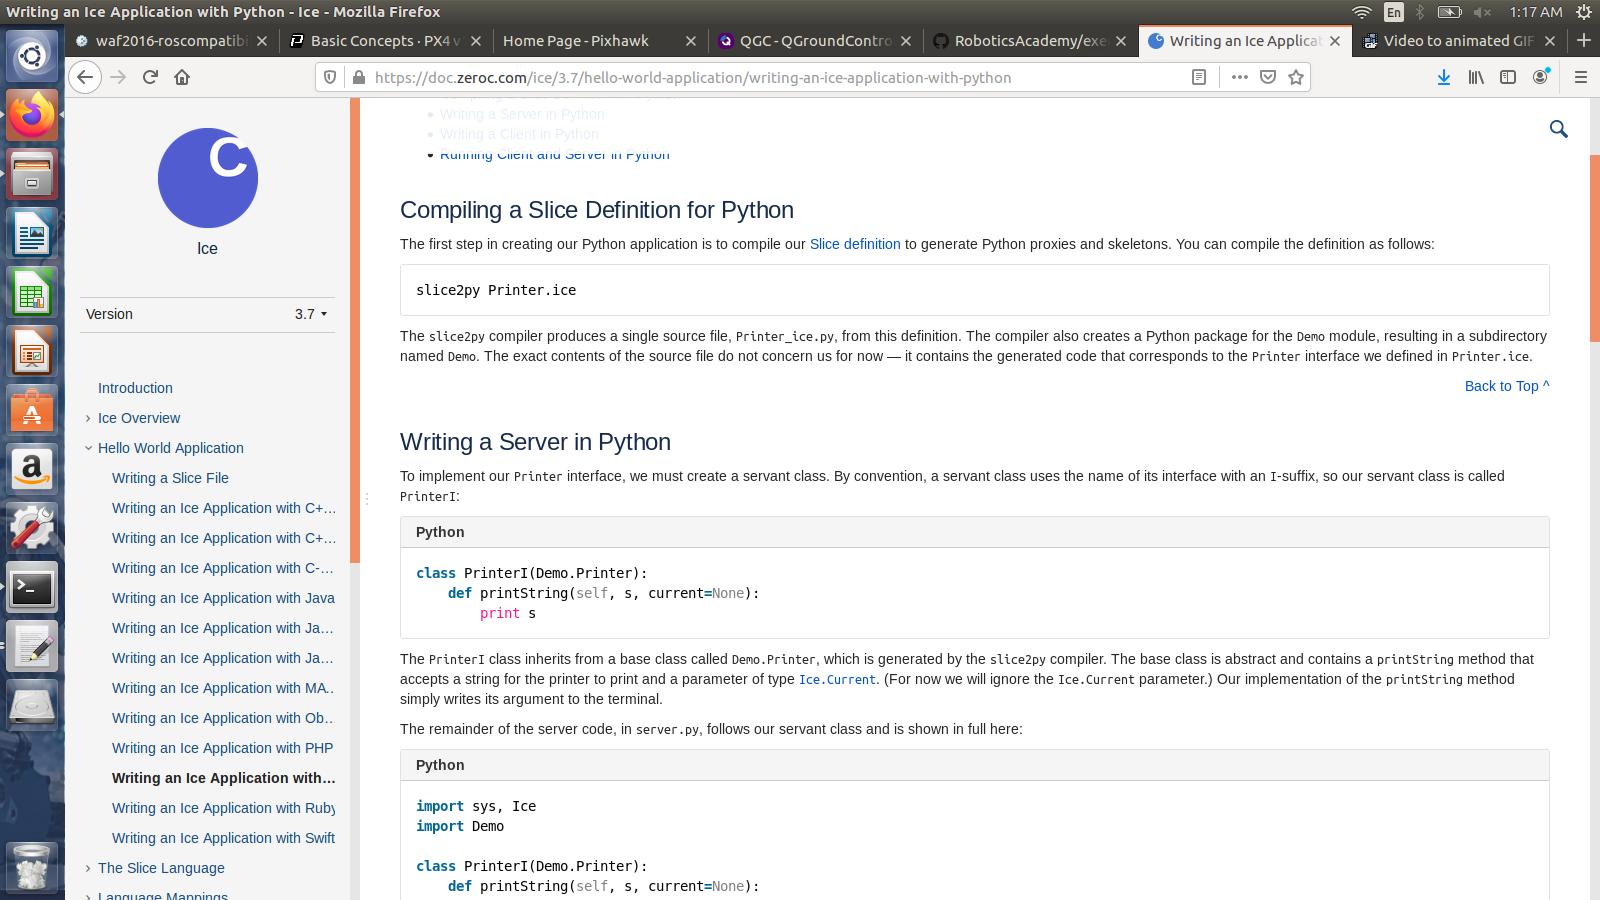 Writing an Ice Application with Python - Ice - Mozilla Firefox
En
1:17 AM
waf2016-roscompatibi
Basic Concepts · PX4 v
Home Page - Pixhawk
QGC - QGroundContro
RoboticsAcademy/exe
Writing an Ice Applicat
Video to animated GIF
https://doc.zeroc.com/ice/3.7/hello-world-application/writing-an-ice-application-with-python
Ice
Version 3.7
Introduction
Ice Overview
Hello World Application
Writing a Slice File
Writing an Ice Application with C+…
Writing an Ice Application with C+…
Writing an Ice Application with C-…
Writing an Ice Application with Java
Writing an Ice Application with Ja…
Writing an Ice Application with Ja…
Writing an Ice Application with MA…
Writing an Ice Application with Ob…
Writing an Ice Application with PHP
Writing an Ice Application with…
Writing an Ice Application with Ruby
Writing an Ice Application with Swift
The Slice Language
Language Mappings
Writing a Server in Python
Writing a Client in Python
Running Client and Server in Python
Compiling a Slice Definition for Python
The first step in creating our Python application is to compile our Slice definition to generate Python proxies and skeletons. You can compile the definition as follows:
slice2py Printer.ice
The slice2py compiler produces a single source file, Printer_ice.py, from this definition. The compiler also creates a Python package for the Demo module, resulting in a subdirectory
named Demo. The exact contents of the source file do not concern us for now — it contains the generated code that corresponds to the Printer interface we defined in Printer.ice.
Back to Top ^
Writing a Server in Python
To implement our Printer interface, we must create a servant class. By convention, a servant class uses the name of its interface with an I-suffix, so our servant class is called
PrinterI:
Python
class PrinterI(Demo.Printer):
    def printString(self, s, current=None):
        print s
The PrinterI class inherits from a base class called Demo.Printer, which is generated by the slice2py compiler. The base class is abstract and contains a printString method that
accepts a string for the printer to print and a parameter of type Ice.Current. (For now we will ignore the Ice.Current parameter.) Our implementation of the printString method
simply writes its argument to the terminal.
The remainder of the server code, in server.py, follows our servant class and is shown in full here:
Python
import sys, Ice
import Demo
class PrinterI(Demo.Printer):
    def printString(self, s, current=None):